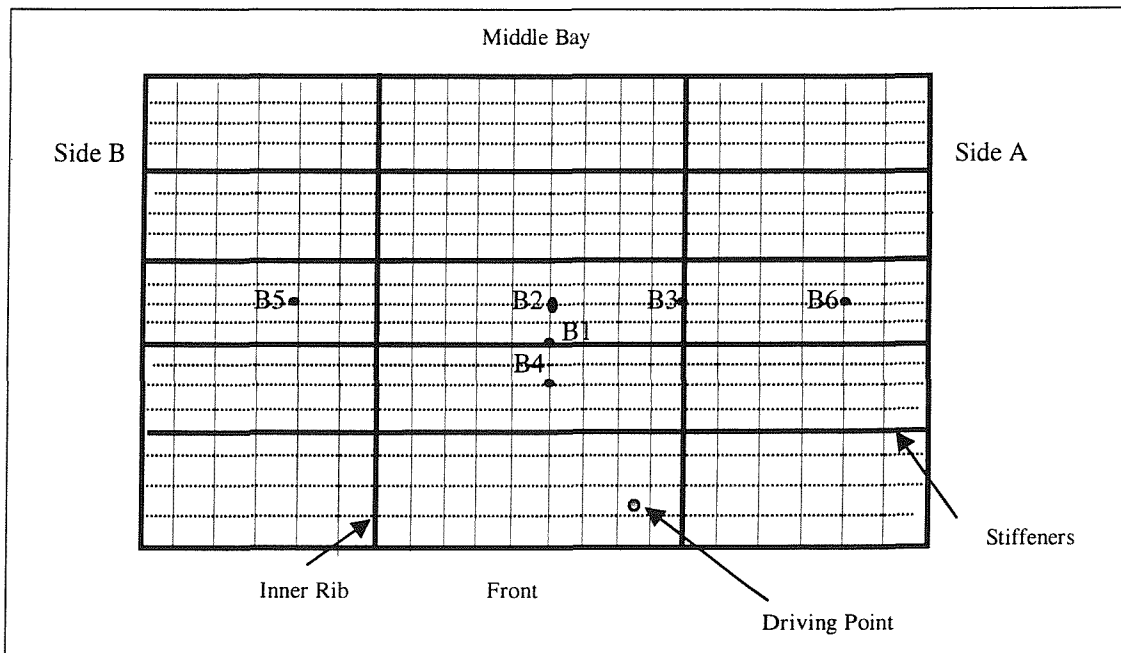 Middle Bay
Side B
Side A
B5
B2
B3
B6
B1
B4
Stiffeners
Inner Rib
Front
Driving Point